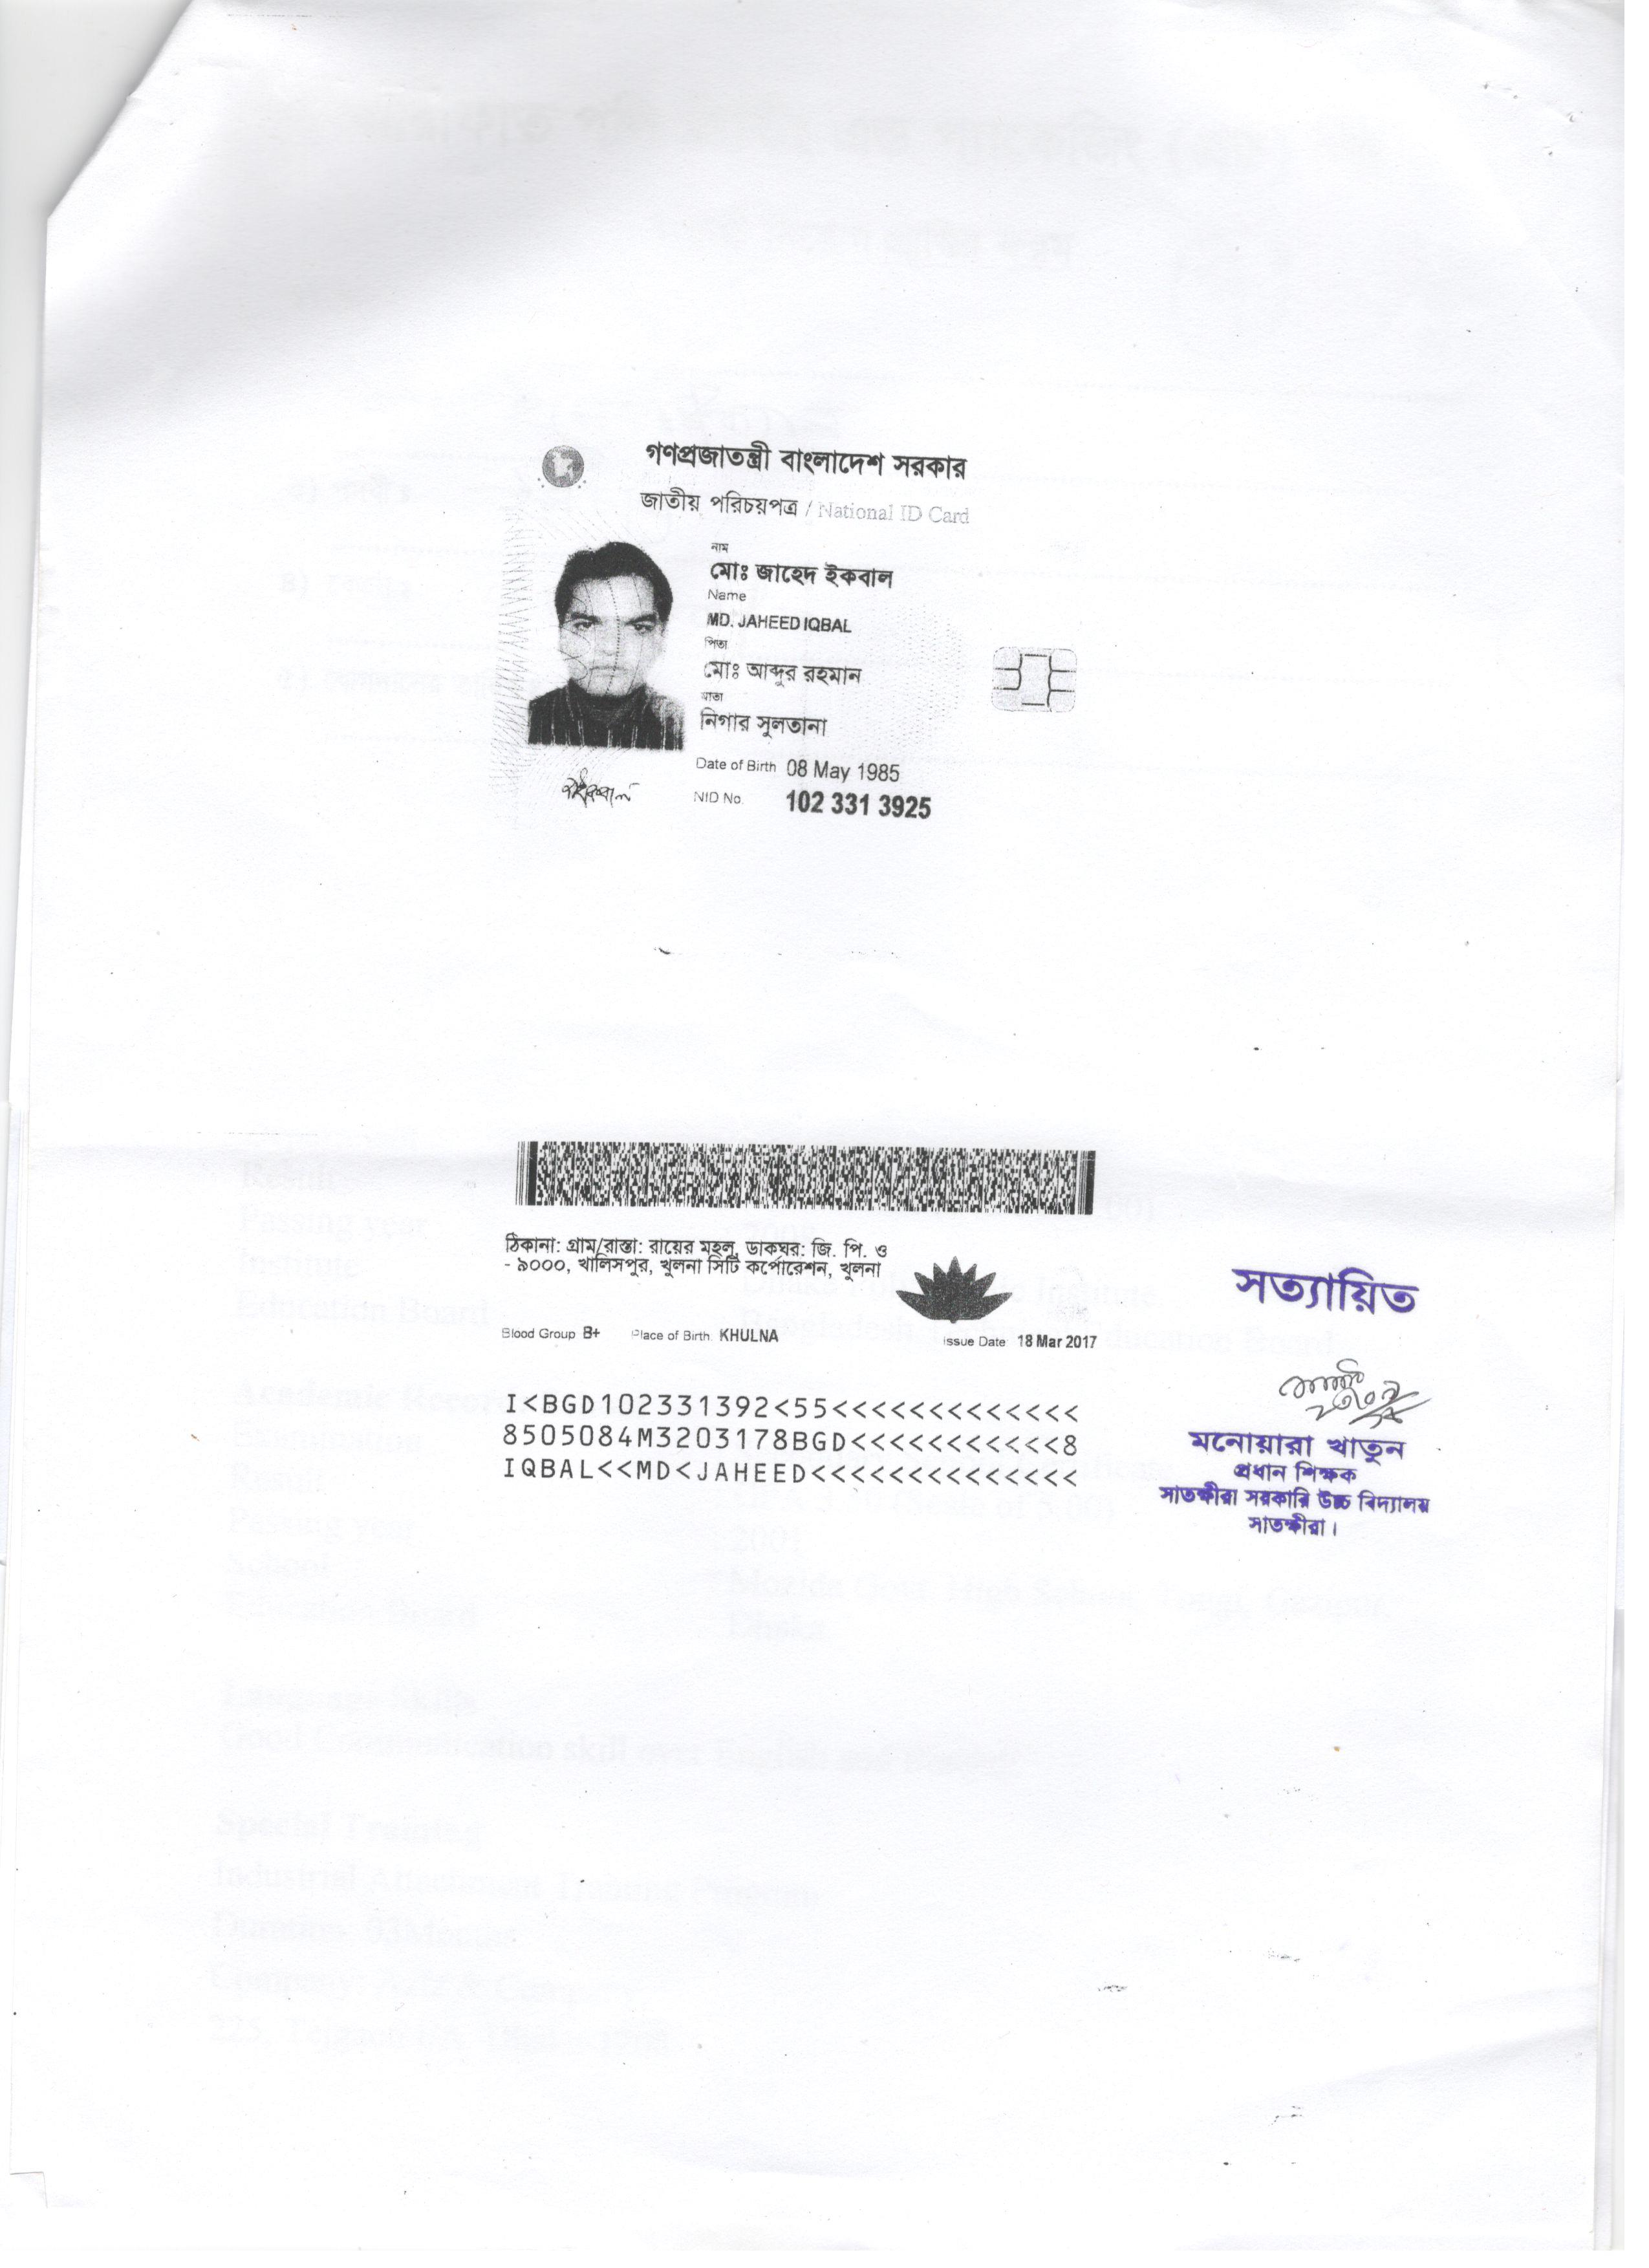 গণপ্রজাতন্ত্রী বাংলাদেশ সরকার
জাতীয় পরিচয়পত্র / National ID Card
নাম
মোঃ জাহেদ ইকবাল
Name
MD. JAHEED IQBAL
পিতা
মোঃ আব্দুর রহমান
মাতা
নিগার সুলতানা
Date of Birth 08 May 1985
NID No. 102 331 3925
ঠিকানা: গ্রাম/রাস্তা: রায়ের মহল, ডাকঘর: জি. পি. ও
- ৯০০০, খালিসপুর, খুলনা সিটি কর্পোরেশন, খুলনা
Blood Group B+ Place of Birth KHULNA Issue Date 18 Mar 2017
I<BGD102331392<55<<<<<<<<<<<<<
8505084M3203178BGD<<<<<<<<<<<8
IQBAL<<MD<JAHEED<<<<<<<<<<<<<<
সত্যায়িত
মনোয়ারা খাতুন
প্রধান শিক্ষক
সাতক্ষীরা সরকারি উচ্চ বিদ্যালয়
সাতক্ষীরা।